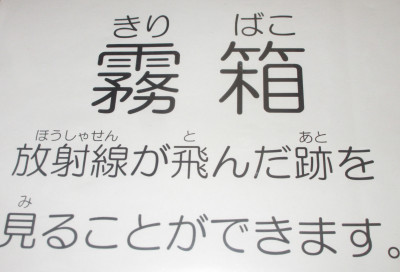 きり ばこ
霧箱
ほうしゃせん と あと
放射線が飛んだ跡を
み
見ることができます。